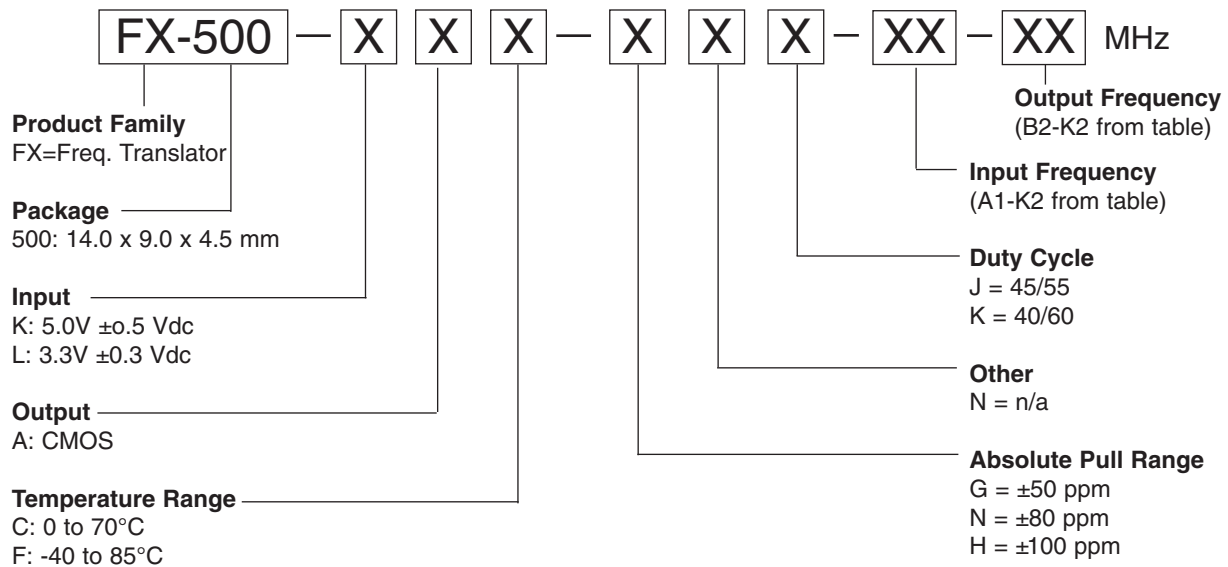 FX-500 — X X X — X X X — XX — XX MHz
Product Family
FX=Freq. Translator
Package
500: 14.0 x 9.0 x 4.5 mm
Input
K: 5.0V ±o.5 Vdc
L: 3.3V ±0.3 Vdc
Output
A: CMOS
Temperature Range
C: 0 to 70°C
F: -40 to 85°C
Output Frequency
(B2-K2 from table)
Input Frequency
(A1-K2 from table)
Duty Cycle
J = 45/55
K = 40/60
Other
N = n/a
Absolute Pull Range
G = ±50 ppm
N = ±80 ppm
H = ±100 ppm